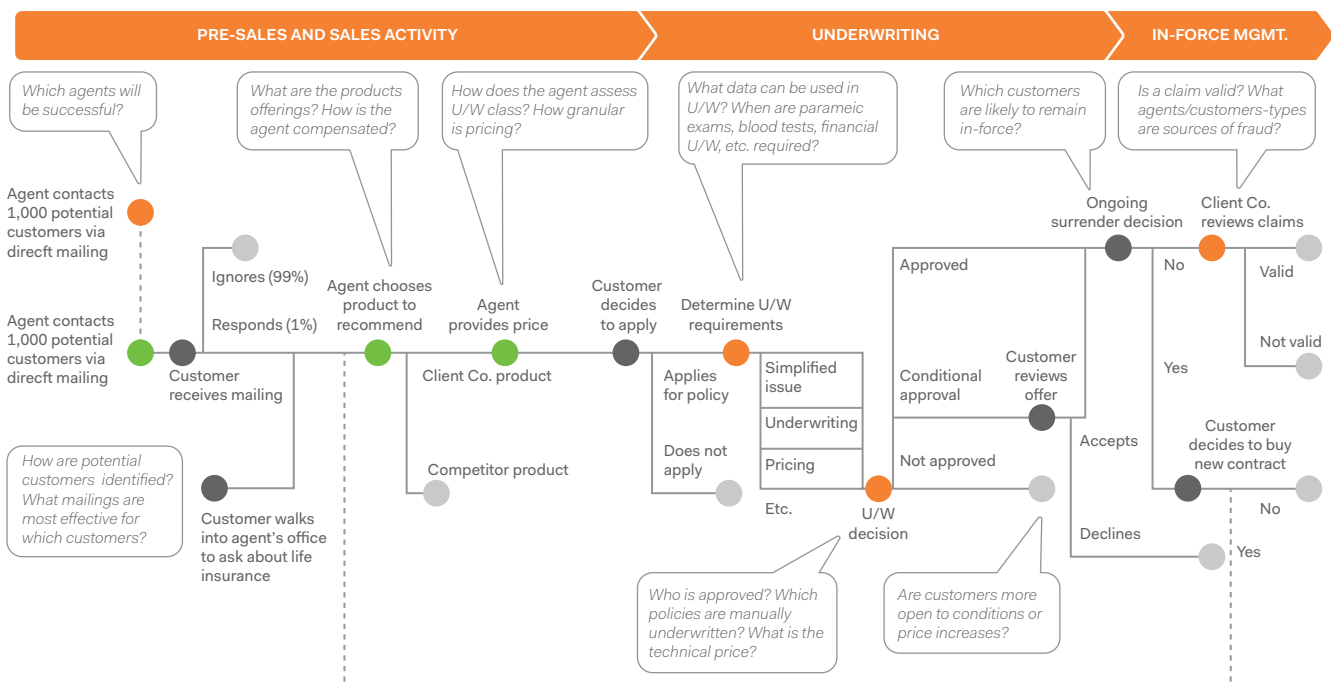 PRE-SALES AND SALES ACTIVITY
UNDERWRITING
IN-FORCE MGMT.
Which agents will
be successful?
What are the products
offerings? How is the
agent compensated?
How does the agent assess
U/W class? How granular
is pricing?
What data can be used in
U/W? When are parameic
exams, blood tests, financial
U/W, etc. required?
Which customers
are likely to remain
in-force?
Is a claim valid? What
agents/customers-types
are sources of fraud?
Agent contacts
1,000 potential
customers via
direcft mailing
Ongoing
surrender decision
Client Co.
reviews claims
Ignores (99%)
Approved
No
Valid
Agent contacts
1,000 potential
customers via
direcft mailing
Responds (1%)
Agent chooses
product to
recommend
Agent
provides price
Customer
decides
to apply
Determine U/W
requirements
Not valid
Customer
receives mailing
Client Co. product
Applies
for policy
Simplified
issue
Underwriting
Pricing
Etc.
Conditional
approval
Customer
reviews
offer
Yes
Accepts
Customer
decides to buy
new contract
How are potential
customers identified?
What mailings are
most effective for
which customers?
Customer walks
into agent's office
to ask about life
insurance
Competitor product
Does not
apply
Not approved
U/W
decision
No
Declines
Yes
Who is approved? Which
policies are manually
underwritten? What is the
technical price?
Are customers more
open to conditions or
price increases?